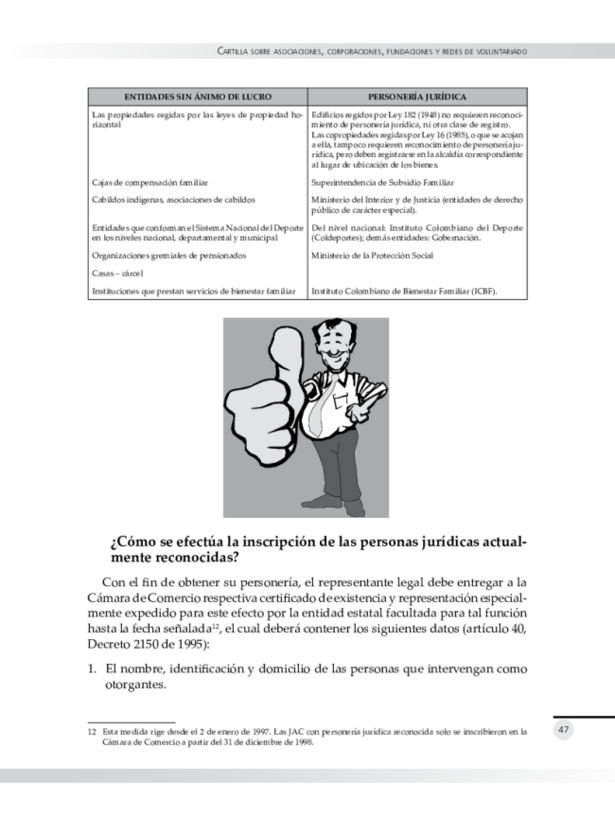 CARTILLA SOBRE ASOCIACIONES, CORPORACIONES, FUNDACIONES Y REDES DE VOLUNTARIADO
ENTIDADES SIN ÁNIMO DE LUCRO
PERSONERÍA JURÍDICA
Las propiedades regidas por las leyes de propiedad ho-
rizontal
Edificios regidos por Ley 182 (1948) no requieren reconoci-
miento de personería jurídica, ni otra clase de registro.
Las copropiedades regidas por Ley 16 (1985), o que se acojan
a ella, tampoco requieren reconocimiento de personería ju-
rídica, pero deben registrarse en la alcaldía correspondiente
al lugar de ubicación de los bienes.
Cajas de compensación familiar
Superintendencia de Subsidio Familiar
Cabildos indígenas, asociaciones de cabildos
Ministerio del Interior y de Justicia (entidades de derecho
público de carácter especial).
Entidades que conforman el Sistema Nacional del Deporte
en los niveles nacional, departamental y municipal
Del nivel nacional: Instituto Colombiano del Deporte
(Coldeportes); demás entidades: Gobernación.
Organizaciones gremiales de pensionados
Ministerio de la Protección Social
Casas – cárcel
Instituciones que prestan servicios de bienestar familiar
Instituto Colombiano de Bienestar Familiar (ICBF).
¿Cómo se efectúa la inscripción de las personas jurídicas actual-
mente reconocidas?
Con el fin de obtener su personería, el representante legal debe entregar a la
Cámara de Comercio respectiva certificado de existencia y representación especial-
mente expedido para este efecto por la entidad estatal facultada para tal función
hasta la fecha señalada12, el cual deberá contener los siguientes datos (artículo 40,
Decreto 2150 de 1995):
1. El nombre, identificación y domicilio de las personas que intervengan como
otorgantes.
12 Esta medida rige desde el 2 de enero de 1997. Las JAC con personería jurídica reconocida solo se inscribieron en la
Cámara de Comercio a partir del 31 de diciembre de 1998.
47